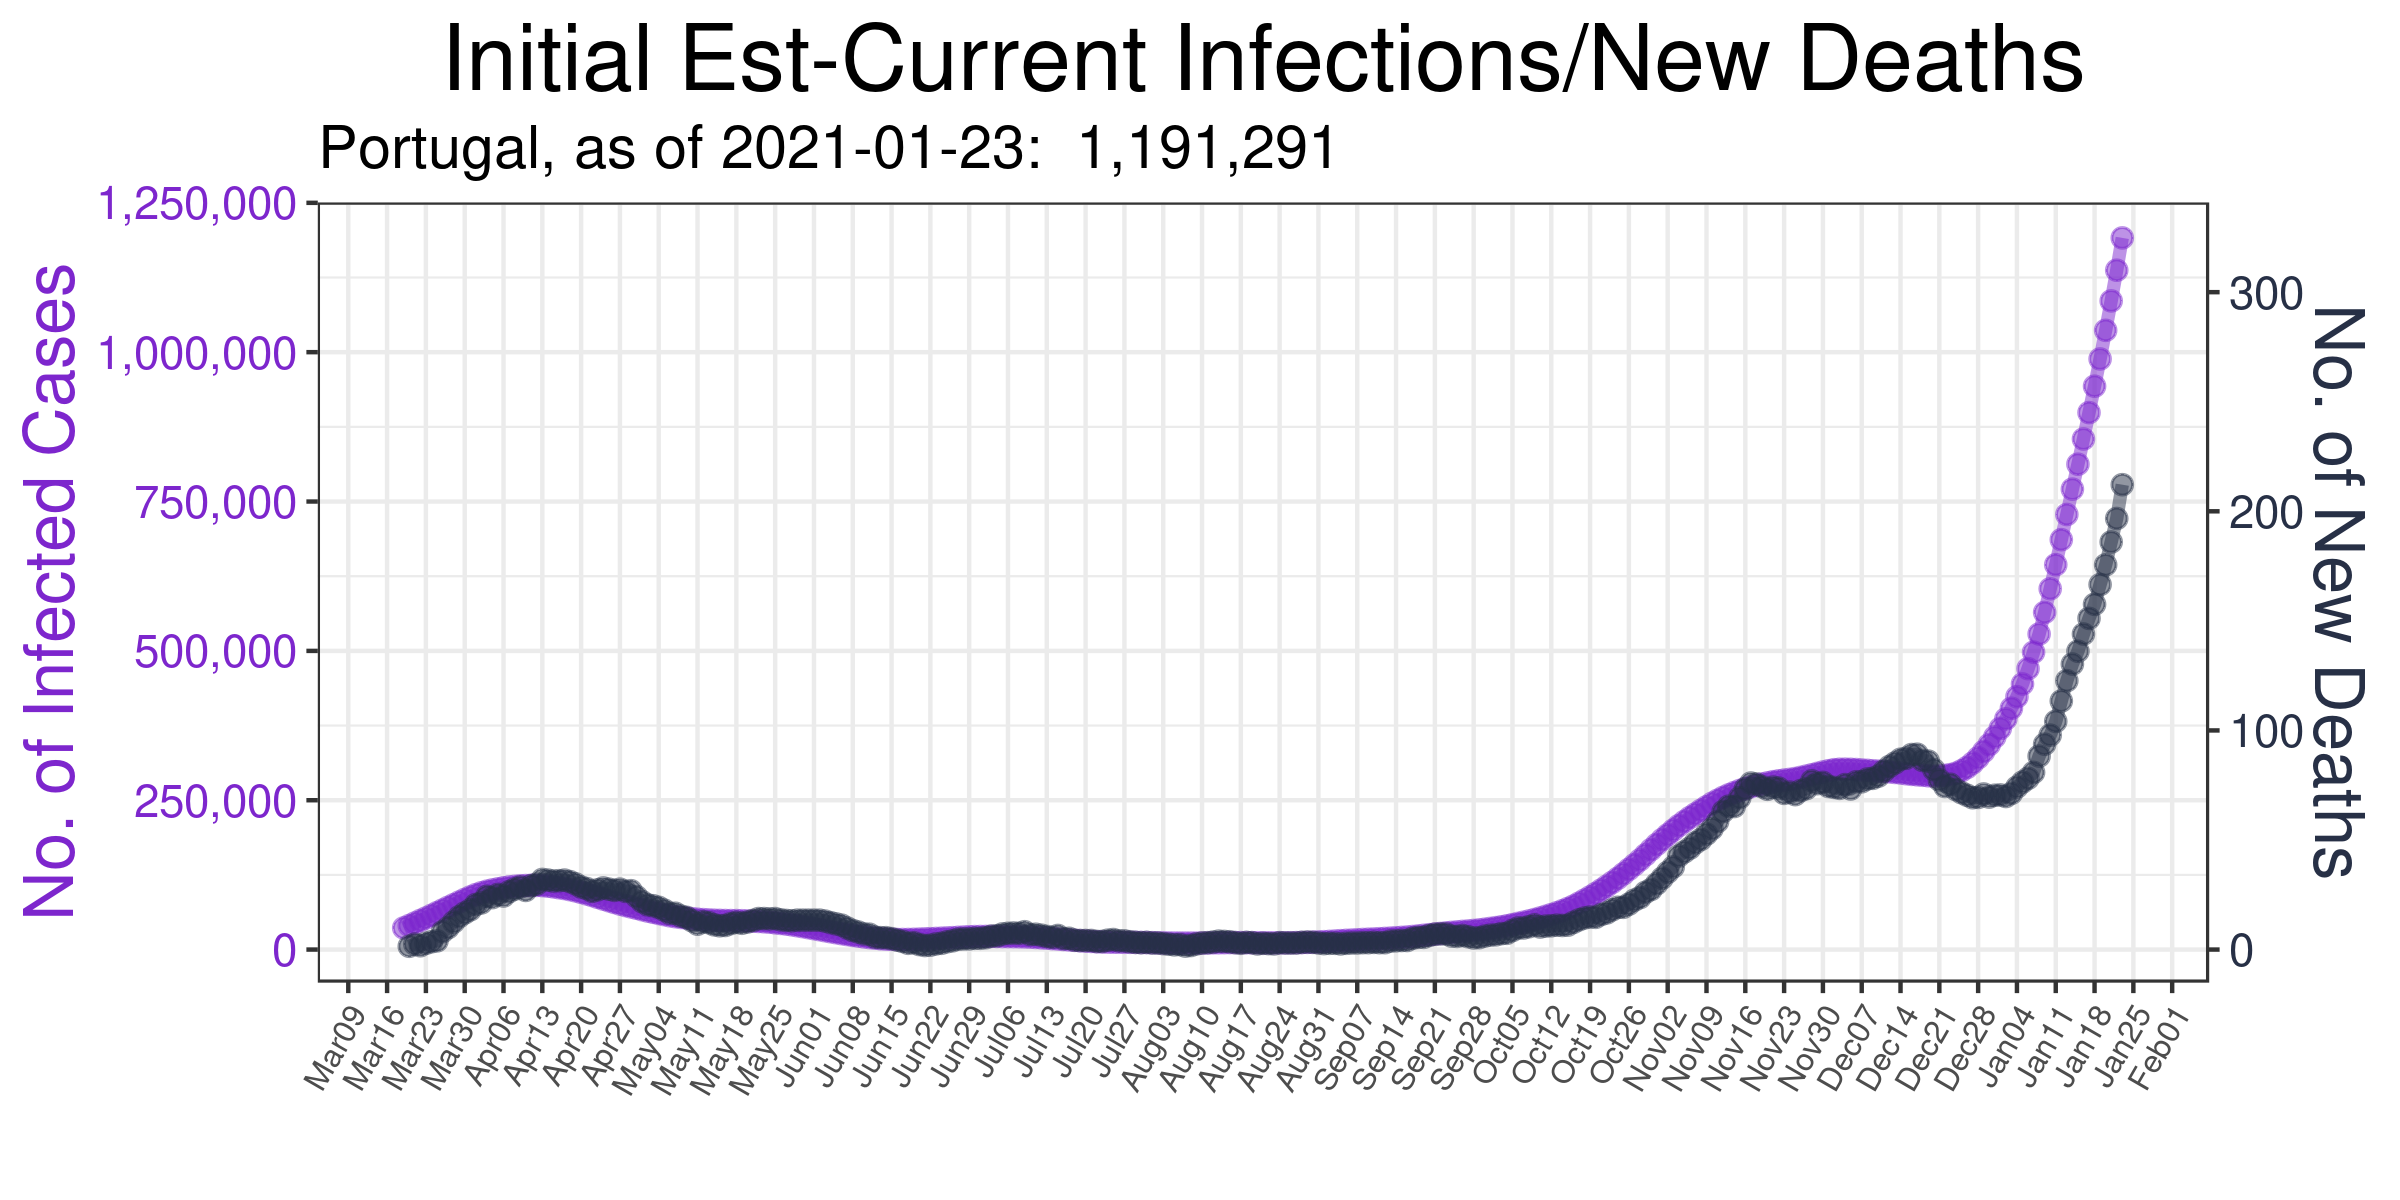 Initial Est-Current Infections/New Deaths
Portugal, as of 2021-01-23:  1,191,291
No. of Infected Cases
1,250,000
1,000,000
750,000
500,000
250,000
0
300
200
100
0
No. of New Deaths
Mar09
Mar16
Mar23
Mar30
Apr06
Apr13
Apr20
Apr27
May04
May11
May18
May25
Jun01
Jun08
Jun15
Jun22
Jun29
Jul06
Jul13
Jul20
Jul27
Aug03
Aug10
Aug17
Aug24
Aug31
Sep07
Sep14
Sep21
Sep28
Oct05
Oct12
Oct19
Oct26
Nov02
Nov09
Nov16
Nov23
Nov30
Dec07
Dec14
Dec21
Dec28
Jan04
Jan11
Jan18
Jan25
Feb01